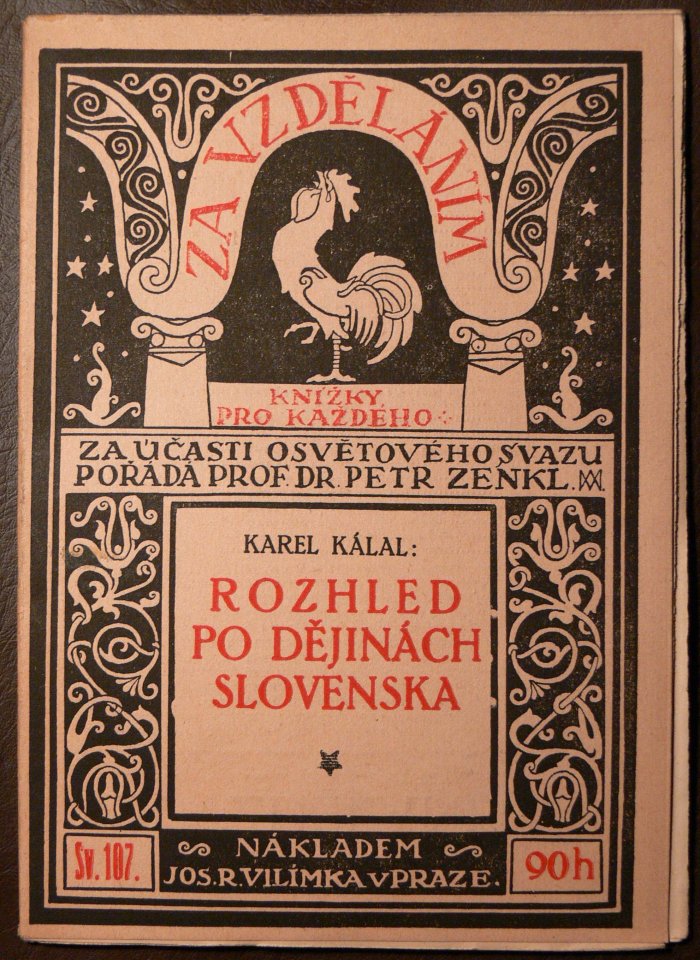 ZA VZDĚLÁNÍM
KNÍŽKY
PRO KAŽDÉHO
ZA ÚČASTI OSVĚTOVÉHO SVAZU
POŘÁDÁ PROF. DR. PETR ZENKL.
KAREL KÁLAL:
ROZHLED
PO DĚJINÁCH
SLOVENSKA
Sv. 107.
NÁKLADEM
JOS. R. VILÍMKA V PRAZE.
90 h